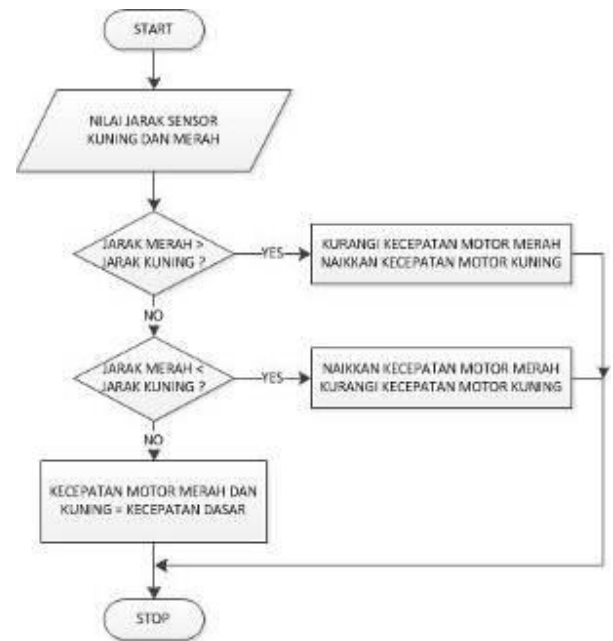 START
NILAI JARAK SENSOR
KUNING DAN MERAH
JARAK MERAH >
JARAK KUNING ?
YES
KURANGI KECEPATAN MOTOR MERAH
NAIKKAN KECEPATAN MOTOR KUNING
NO
JARAK MERAH <
JARAK KUNING ?
YES
NAIKKAN KECEPATAN MOTOR MERAH
KURANGI KECEPATAN MOTOR KUNING
NO
KECEPATAN MOTOR MERAH DAN
KUNING = KECEPATAN DASAR
STOP